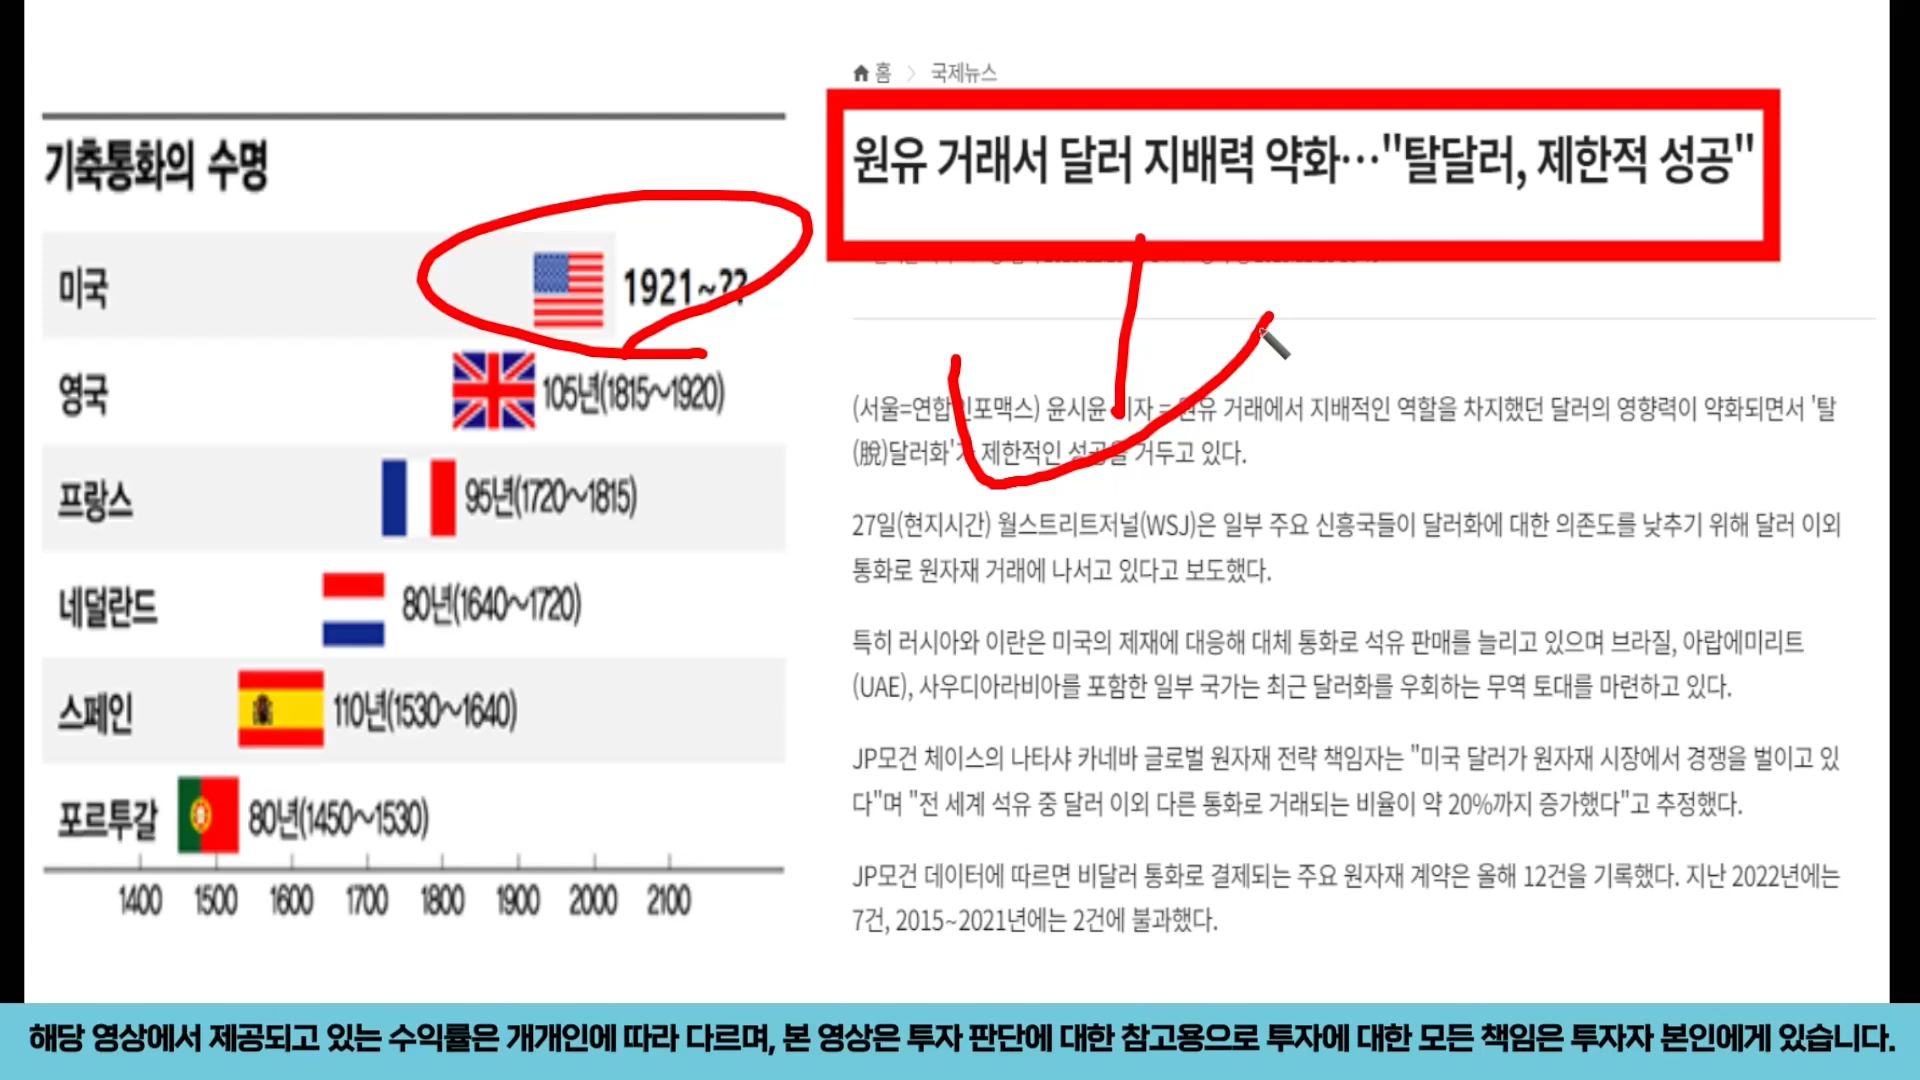 기축통화의 수명
미국 1921~??
영국 105년(1815~1920)
프랑스 95년(1720~1815)
네덜란드 80년(1640~1720)
스페인 110년(1530~1640)
포르투갈 80년(1450~1530)
1400 1500 1600 1700 1800 1900 2000 2100
홈 > 국제뉴스
원유 거래서 달러 지배력 약화…"탈달러, 제한적 성공"
(서울=연합인포맥스) 윤시윤 기자 = 원유 거래에서 지배적인 역할을 차지했던 달러의 영향력이 약화되면서 '탈
(脫)달러화'가 제한적인 성공을 거두고 있다.
27일(현지시간) 월스트리트저널(WSJ)은 일부 주요 신흥국들이 달러화에 대한 의존도를 낮추기 위해 달러 이외
통화로 원자재 거래에 나서고 있다고 보도했다.
특히 러시아와 이란은 미국의 제재에 대응해 대체 통화로 석유 판매를 늘리고 있으며 브라질, 아랍에미리트
(UAE), 사우디아라비아를 포함한 일부 국가는 최근 달러화를 우회하는 무역 토대를 마련하고 있다.
JP모건 체이스의 나타샤 카네바 글로벌 원자재 전략 책임자는 "미국 달러가 원자재 시장에서 경쟁을 벌이고 있
다"며 "전 세계 석유 중 달러 이외 다른 통화로 거래되는 비율이 약 20%까지 증가했다"고 추정했다.
JP모건 데이터에 따르면 비달러 통화로 결제되는 주요 원자재 계약은 올해 12건을 기록했다. 지난 2022년에는
7건, 2015~2021년에는 2건에 불과했다.
해당 영상에서 제공되고 있는 수익률은 개개인에 따라 다르며, 본 영상은 투자 판단에 대한 참고용으로 투자에 대한 모든 책임은 투자자 본인에게 있습니다.